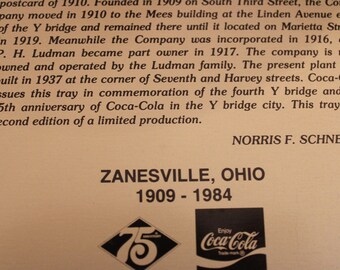 postcard of 1910. Founded in 1909 on South Third Street, the Co
mpany moved in 1910 to the Mees building at the Linden Avenue e
of the Y bridge and remained there until it located on Marietta Str
in 1919. Meanwhile the Company was incorporated in 1916,
P. H. Ludman became part owner in 1917. The company is n
owned and operated by the Ludman family. The present plant
built in 1937 at the corner of Seventh and Harvey streets. Coca-C
issues this tray in commemoration of the fourth Y bridge and
5th anniversary of Coca-Cola in the Y bridge city. This tray
second edition of a limited production.
NORRIS F. SCHNE
ZANESVILLE, OHIO
1909 - 1984
75
Enjoy
Coca-Cola
Trade-mark ®